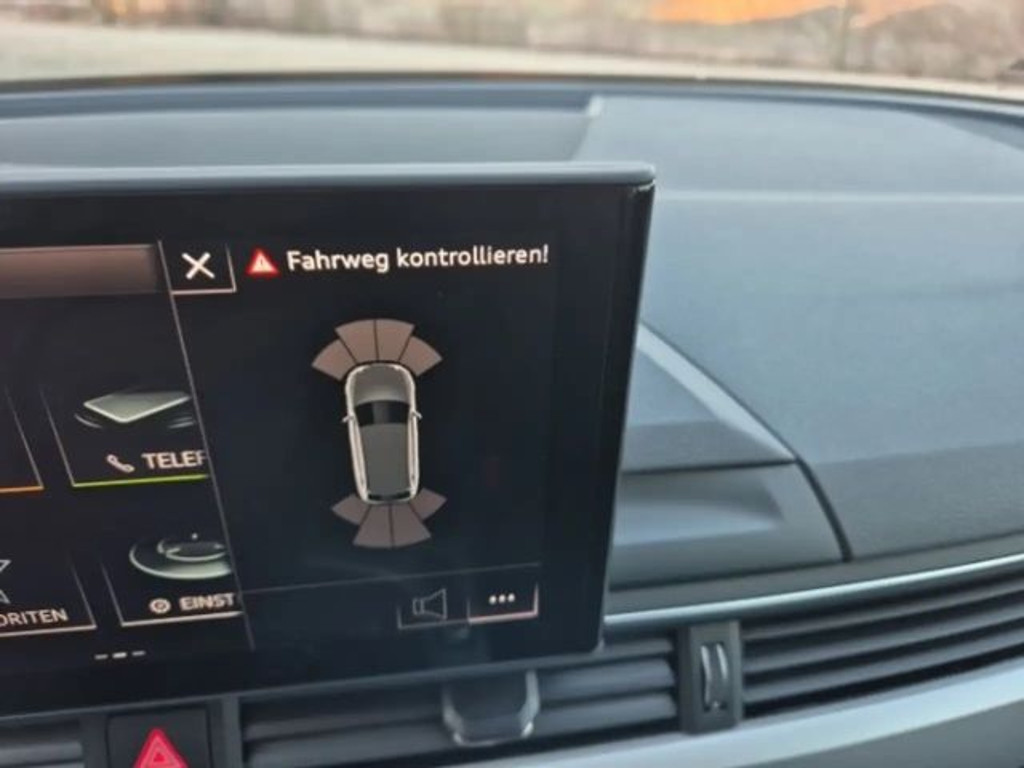 Fahrweg kontrollieren!
TELEF
EINST
ORITEN